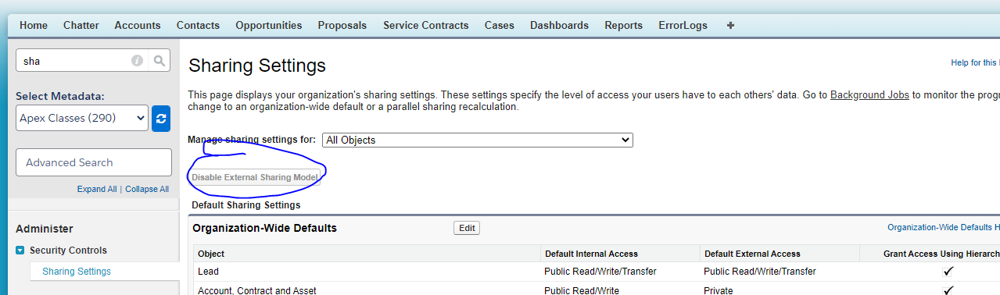 Home Chatter Accounts Contacts Opportunities Proposals Service Contracts Cases Dashboards Reports ErrorLogs +
sha
Select Metadata:
Apex Classes (290)
Advanced Search
Expand All | Collapse All
Administer
Security Controls
Sharing Settings
Sharing Settings
Help for this
This page displays your organization's sharing settings. These settings specify the level of access your users have to each others' data. Go to Background Jobs to monitor the prog
change to an organization-wide default or a parallel sharing recalculation.
Manage sharing settings for: All Objects
Disable External Sharing Model
Default Sharing Settings
Organization-Wide Defaults Edit Organization-Wide Defaults H
Object Default Internal Access Default External Access Grant Access Using Hierarch
Lead Public Read/Write/Transfer Public Read/Write/Transfer
Account, Contract and Asset Public Read/Write Private